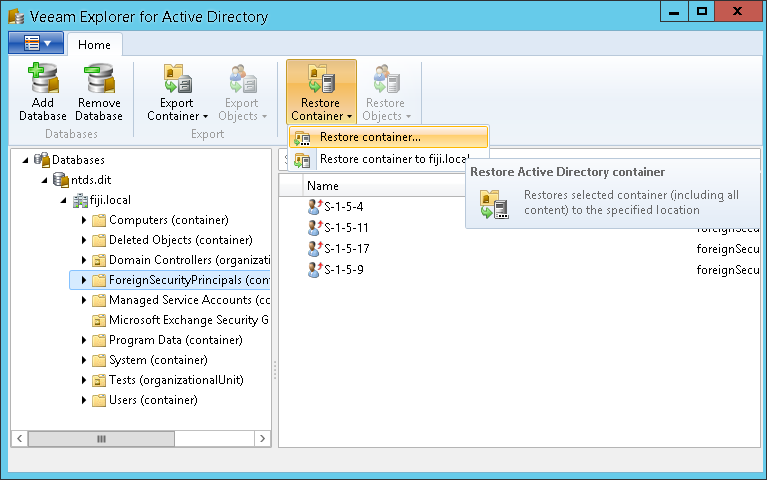 Veeam Explorer for Active Directory
Home
Add Database
Remove Database
Export Container
Export Objects
Restore Container
Restore Objects
Databases
Export
Restore container...
Restore container to fiji.local
Restore Active Directory container
Restores selected container (including all
content) to the specified location
Databases
ntds.dit
fiji.local
Computers (container)
Deleted Objects (container)
Domain Controllers (organizatio
ForeignSecurityPrincipals (cont
Managed Service Accounts (co
Microsoft Exchange Security G
Program Data (container)
System (container)
Tests (organizationalUnit)
Users (container)
Name
S-1-5-4
S-1-5-11
foreignSecu
S-1-5-17
foreignSecu
S-1-5-9
foreignSecu